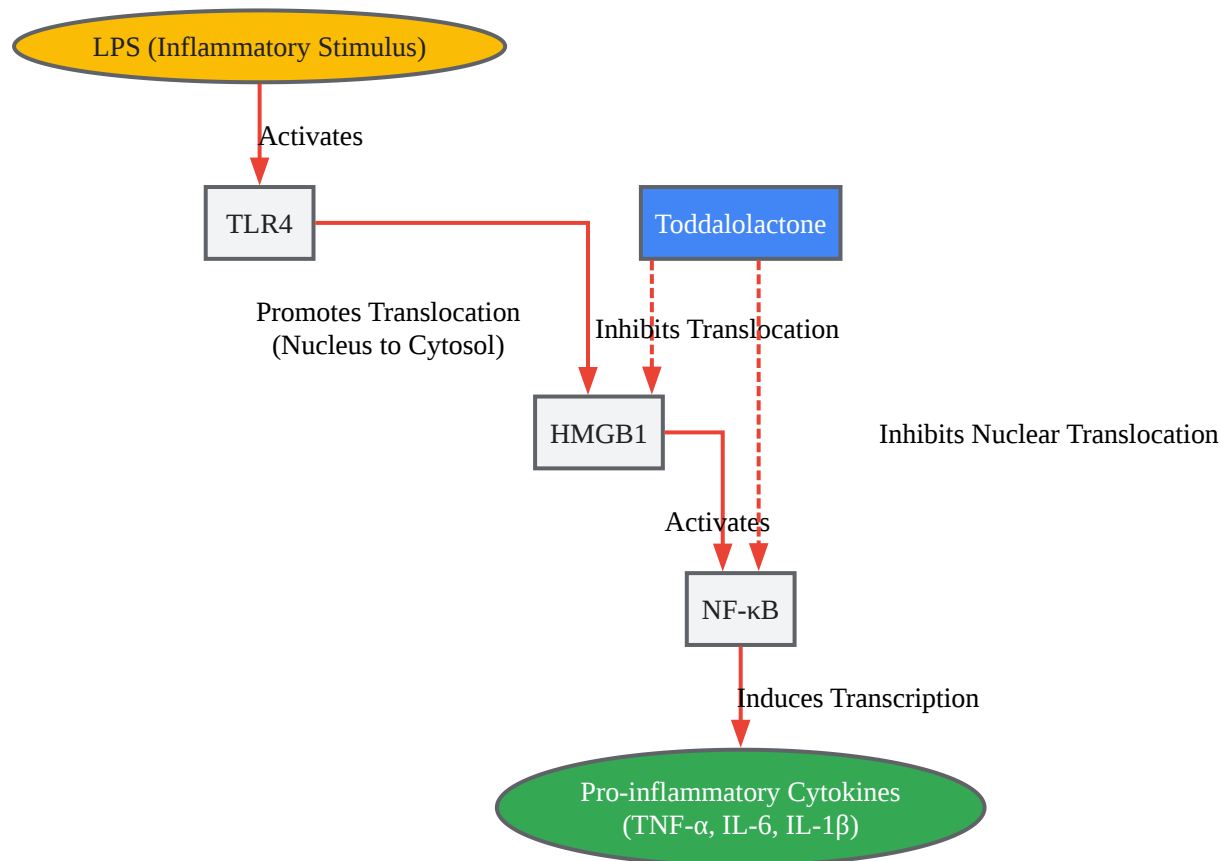 LPS (Inflammatory Stimulus)
Activates
TLR4
Toddalolactone
Promotes Translocation
(Nucleus to Cytosol)
Inhibits Translocation
HMGB1
Inhibits Nuclear Translocation
Activates
NF-κB
Induces Transcription
Pro-inflammatory Cytokines
(TNF-α, IL-6, IL-1β)